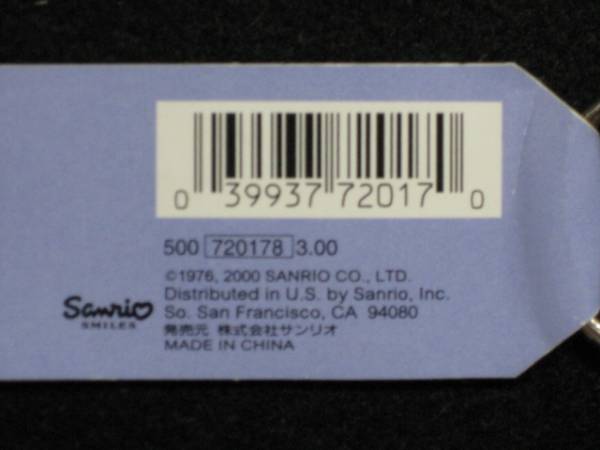 0 39937 72017 0
500 720178 3.00
©1976, 2000 SANRIO CO., LTD.
Distributed in U.S. by Sanrio, Inc.
So. San Francisco, CA 94080
発売元 株式会社サンリオ
MADE IN CHINA
Sanrio
SMILES